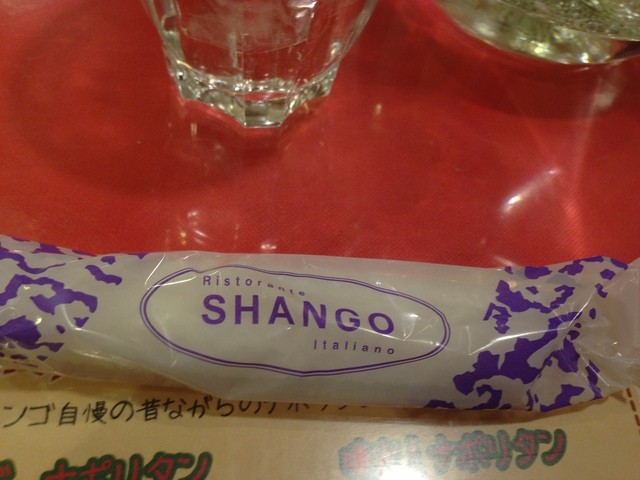 Ristorante
SHANGO
Italiano
ンゴ自慢の昔ながらのナポリタン
ナポリタン
ナポリタン